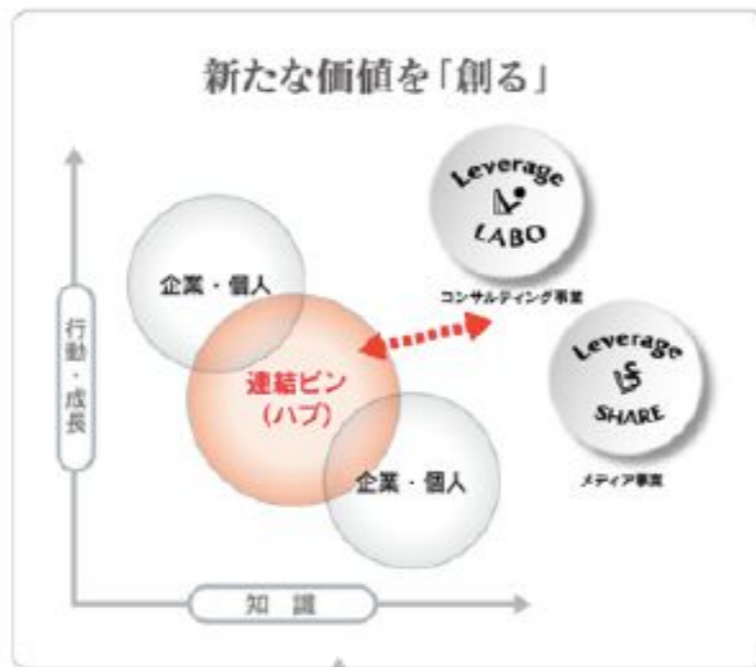 新たな価値を「創る」
Leverage
LABO
コンサルティング事業
企業・個人
連結ピン
(ハブ)
行動・成長
Leverage
SHARE
メディア事業
企業・個人
知識